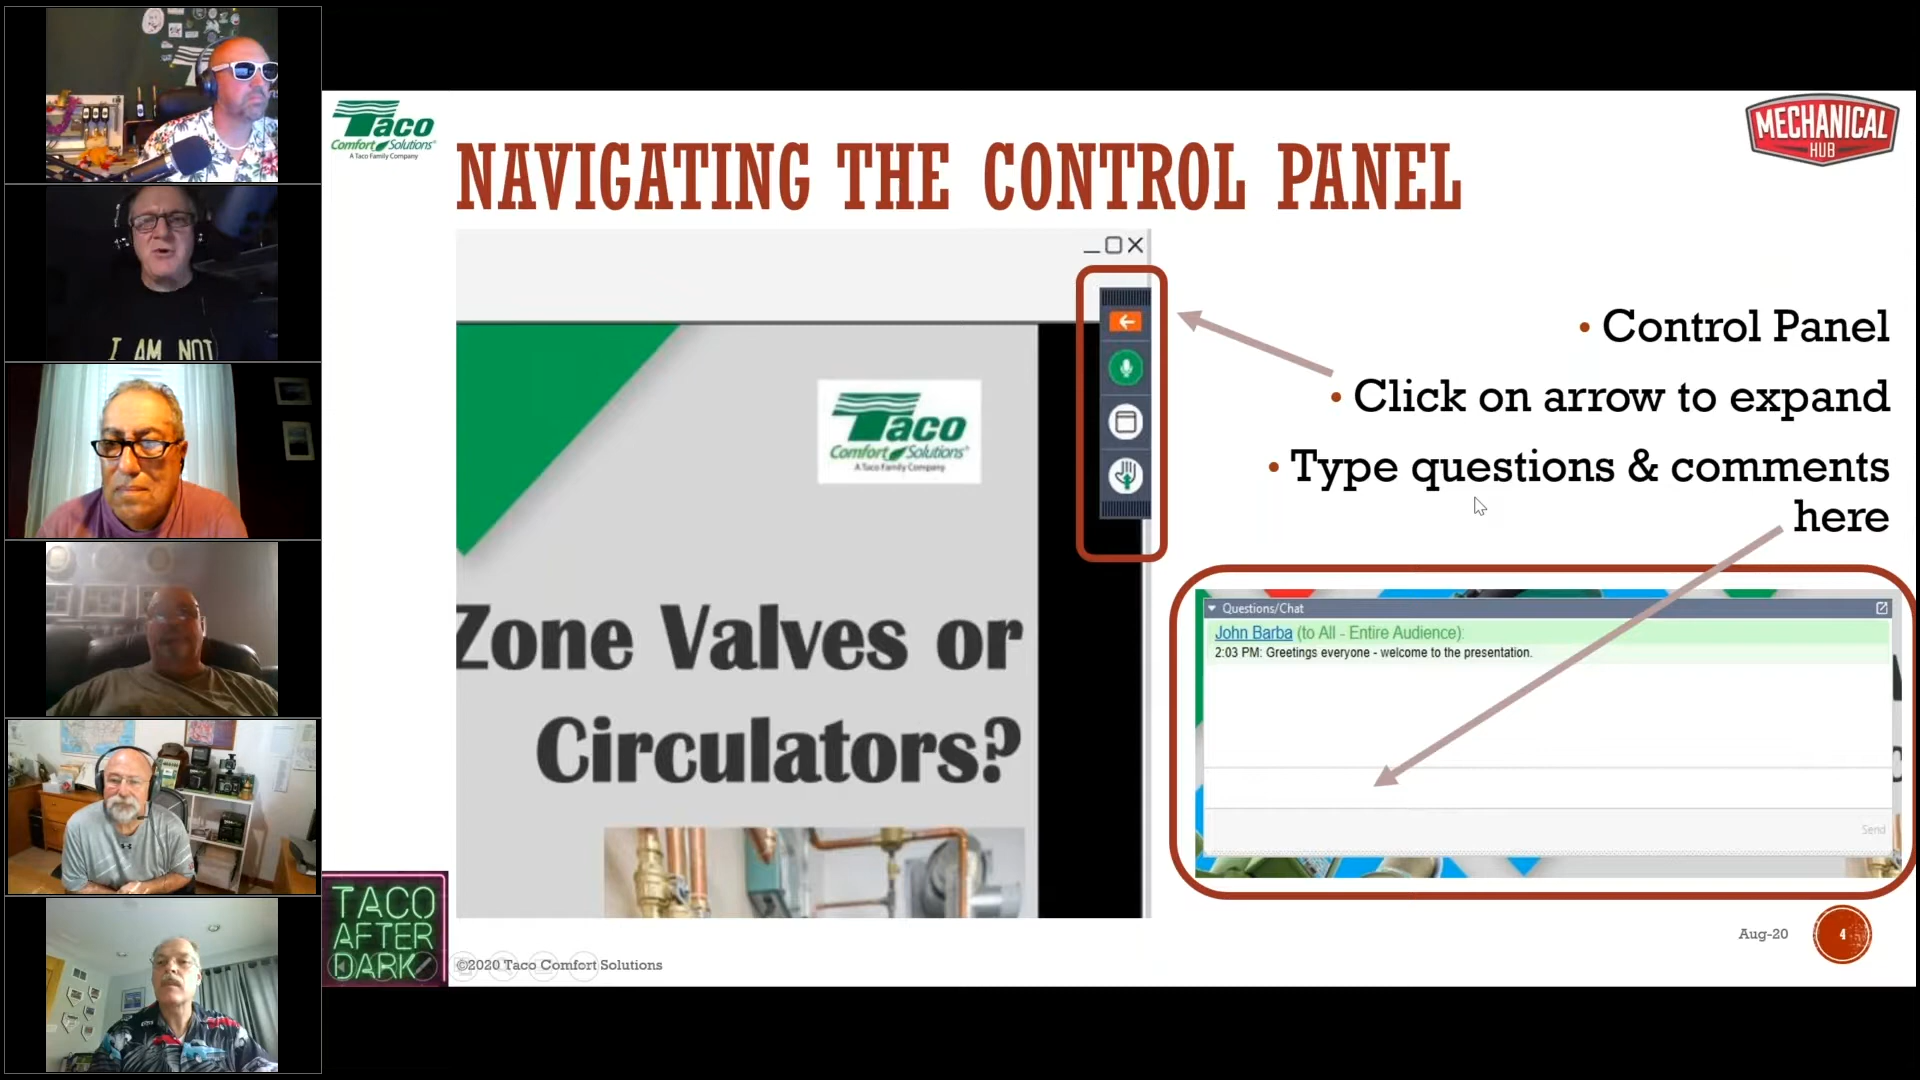 I AM NOT
Taco
Comfort Solutions®
A Taco Family Company
NAVIGATING THE CONTROL PANEL
MECHANICAL
HUB
Taco
Comfort Solutions®
A Taco Family Company
Zone Valves or
Circulators?
• Control Panel
• Click on arrow to expand
• Type questions & comments
here
Questions/Chat
John Barba (to All - Entire Audience):
2:03 PM: Greetings everyone - welcome to the presentation.
Send
TACO
AFTER
DARK
©2020 Taco Comfort Solutions
Aug-20
4